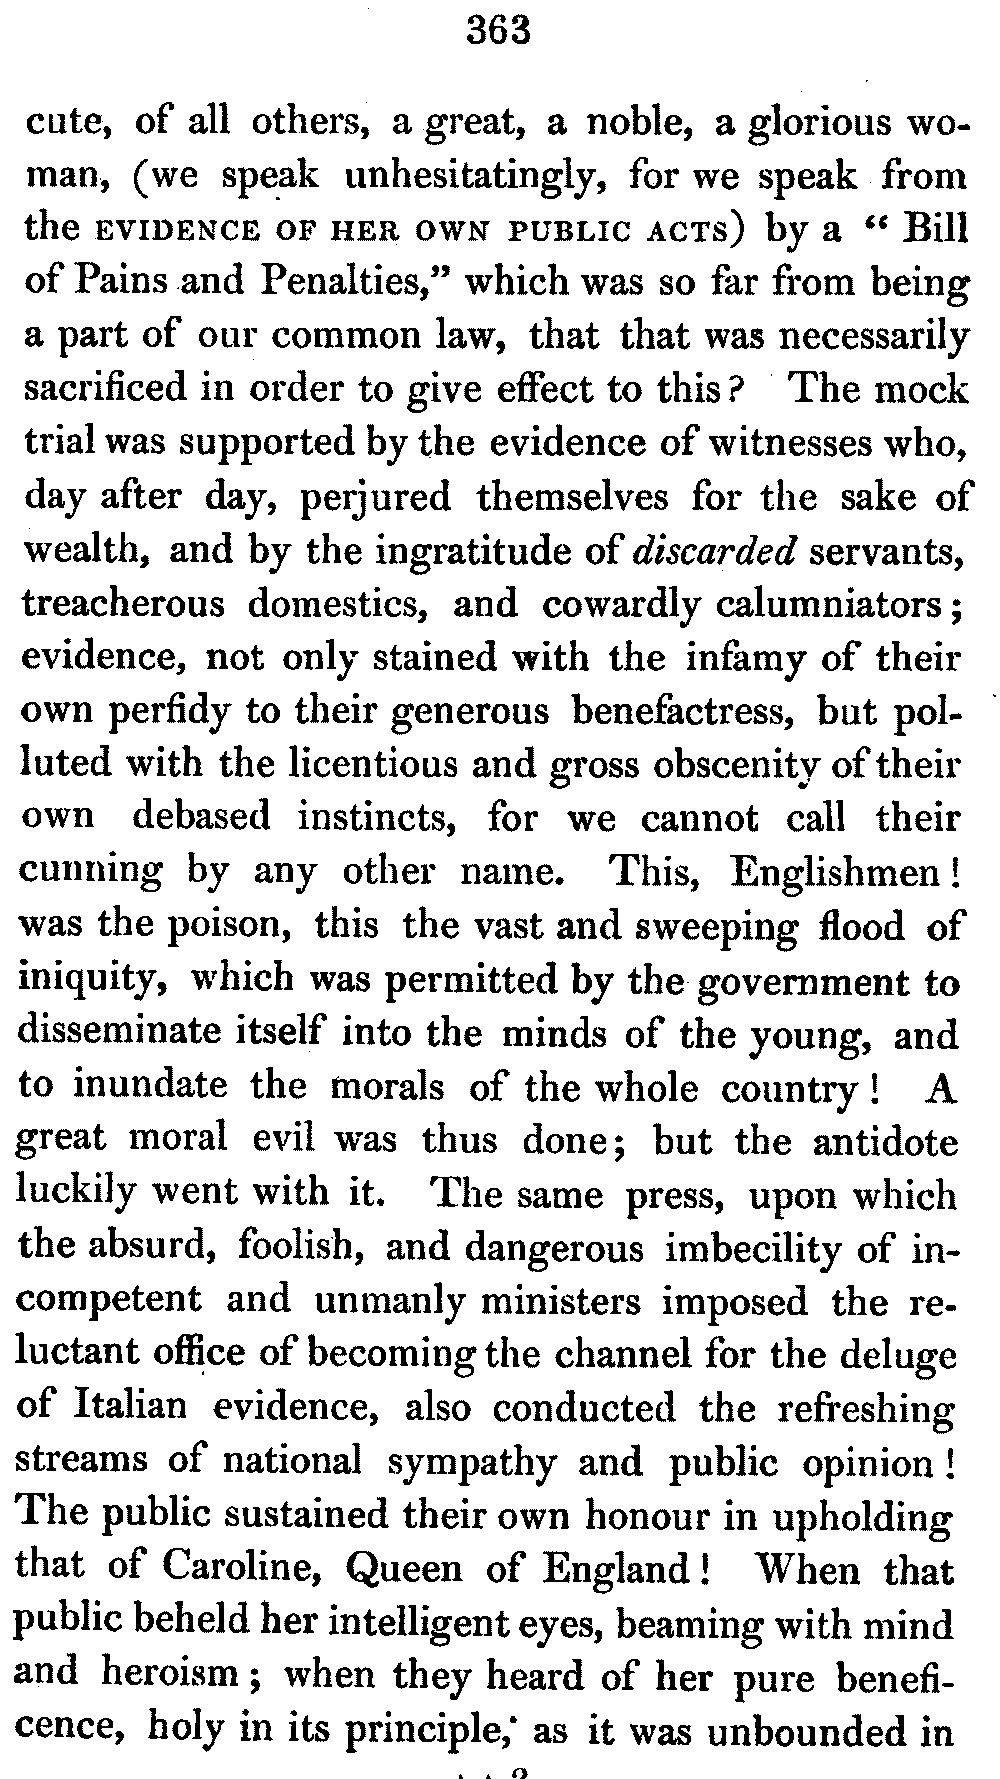 363
cute, of all others, a great, a noble, a glorious wo-
man, (we speak unhesitatingly, for we speak from
the EVIDENCE OF HER OWN PUBLIC ACTS) by a “ Bill
of Pains and Penalties,” which was so far from being
a part of our common law, that that was necessarily
sacrificed in order to give effect to this? The mock
trial was supported by the evidence of witnesses who,
day after day, perjured themselves for the sake of
wealth, and by the ingratitude of discarded servants,
treacherous domestics, and cowardly calumniators;
evidence, not only stained with the infamy of their
own perfidy to their generous benefactress, but pol-
luted with the licentious and gross obscenity of their
own debased instincts, for we cannot call their
cunning by any other name. This, Englishmen!
was the poison, this the vast and sweeping flood of
iniquity, which was permitted by the government to
disseminate itself into the minds of the young, and
to inundate the morals of the whole country! A
great moral evil was thus done; but the antidote
luckily went with it. The same press, upon which
the absurd, foolish, and dangerous imbecility of in-
competent and unmanly ministers imposed the re-
luctant office of becoming the channel for the deluge
of Italian evidence, also conducted the refreshing
streams of national sympathy and public opinion!
The public sustained their own honour in upholding
that of Caroline, Queen of England! When that
public beheld her intelligent eyes, beaming with mind
and heroism; when they heard of her pure benefi-
cence, holy in its principle, as it was unbounded in